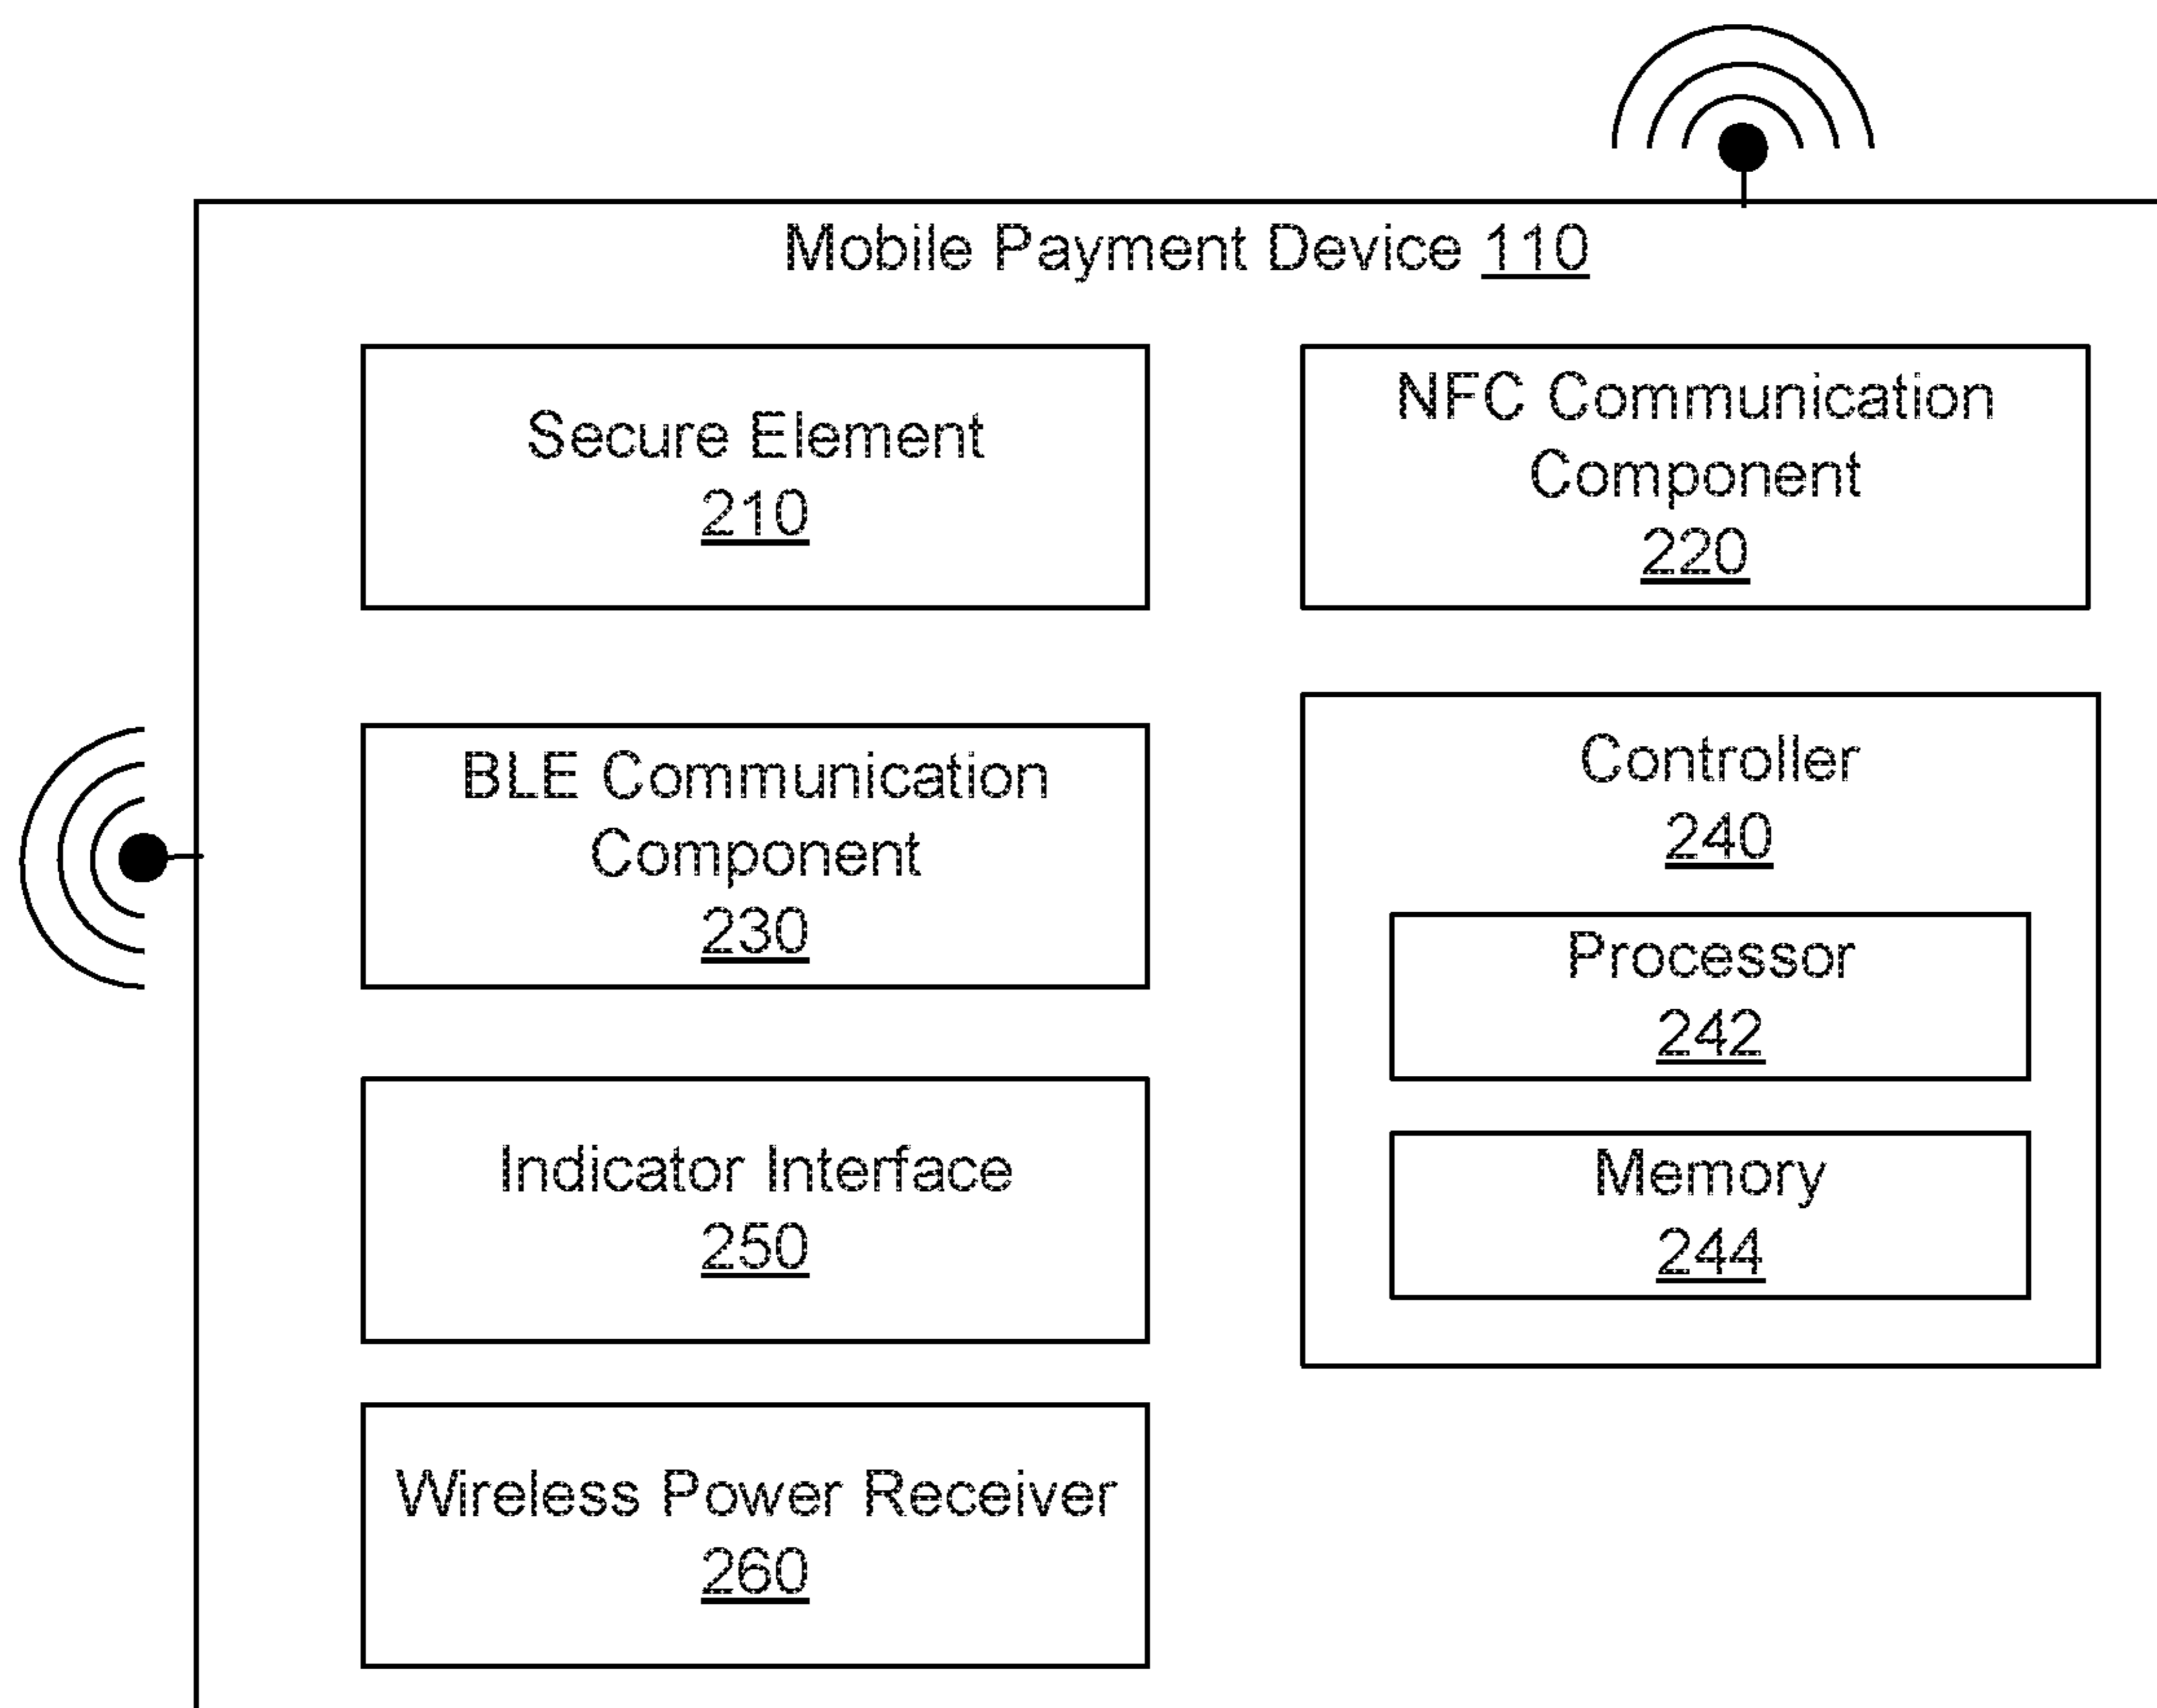 Mobile Payment Device 110
Secure Element
210
NFC Communication
Component
220
BLE Communication
Component
230
Controller
240
Processor
242
Memory
244
Indicator Interface
250
Wireless Power Receiver
260